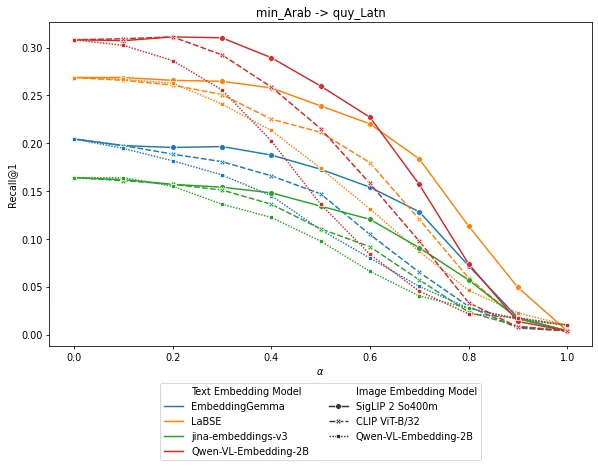 min_Arab -> quy_Latn
Recall@1
0.30
0.25
0.20
0.15
0.10
0.05
0.00
0.0 0.2 0.4 0.6 0.8 1.0
α
Text Embedding Model Image Embedding Model
EmbeddingGemma SigLIP 2 So400m
LaBSE CLIP ViT-B/32
jina-embeddings-v3 Qwen-VL-Embedding-2B
Qwen-VL-Embedding-2B